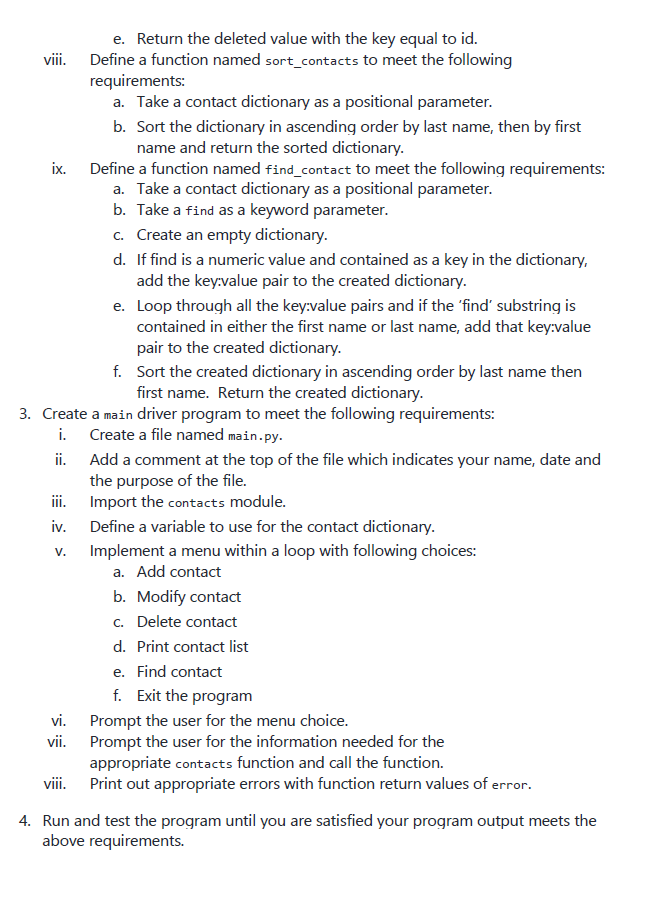 e. Return the deleted value with the key equal to id.
viii. Define a function named sort_contacts to meet the following
requirements:
a. Take a contact dictionary as a positional parameter.
b. Sort the dictionary in ascending order by last name, then by first
name and return the sorted dictionary.
ix. Define a function named find_contact to meet the following requirements:
a. Take a contact dictionary as a positional parameter.
b. Take a find as a keyword parameter.
c. Create an empty dictionary.
d. If find is a numeric value and contained as a key in the dictionary,
add the key:value pair to the created dictionary.
e. Loop through all the key:value pairs and if the ‘find’ substring is
contained in either the first name or last name, add that key:value
pair to the created dictionary.
f. Sort the created dictionary in ascending order by last name then
first name. Return the created dictionary.
3. Create a main driver program to meet the following requirements:
i. Create a file named main.py.
ii. Add a comment at the top of the file which indicates your name, date and
the purpose of the file.
iii. Import the contacts module.
iv. Define a variable to use for the contact dictionary.
v. Implement a menu within a loop with following choices:
a. Add contact
b. Modify contact
c. Delete contact
d. Print contact list
e. Find contact
f. Exit the program
vi. Prompt the user for the menu choice.
vii. Prompt the user for the information needed for the
appropriate contacts function and call the function.
viii. Print out appropriate errors with function return values of error.
4. Run and test the program until you are satisfied your program output meets the
above requirements.